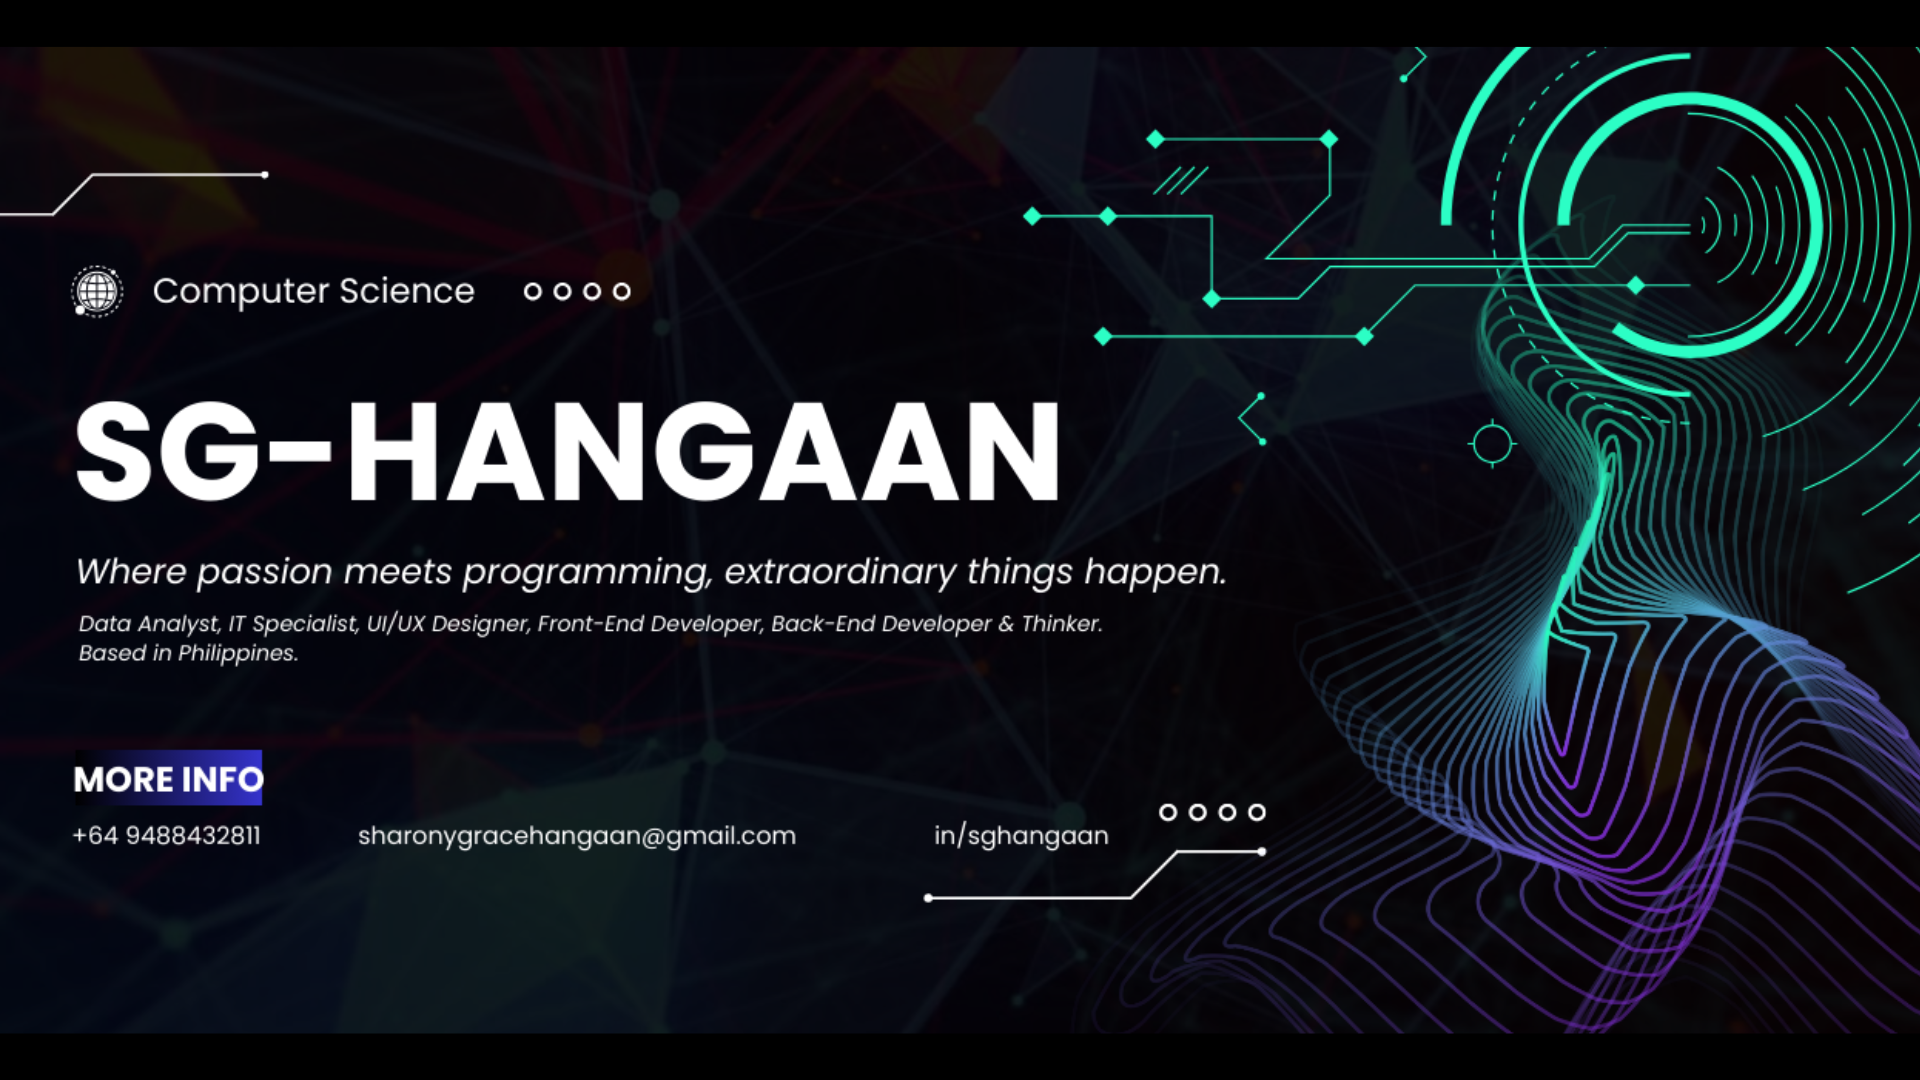 Computer Science
SG-HANGAAN
Where passion meets programming, extraordinary things happen.
Data Analyst, IT Specialist, UI/UX Designer, Front-End Developer, Back-End Developer & Thinker.
Based in Philippines.
MORE INFO
+64 9488432811 sharonygracehangaan@gmail.com in/sghangaan